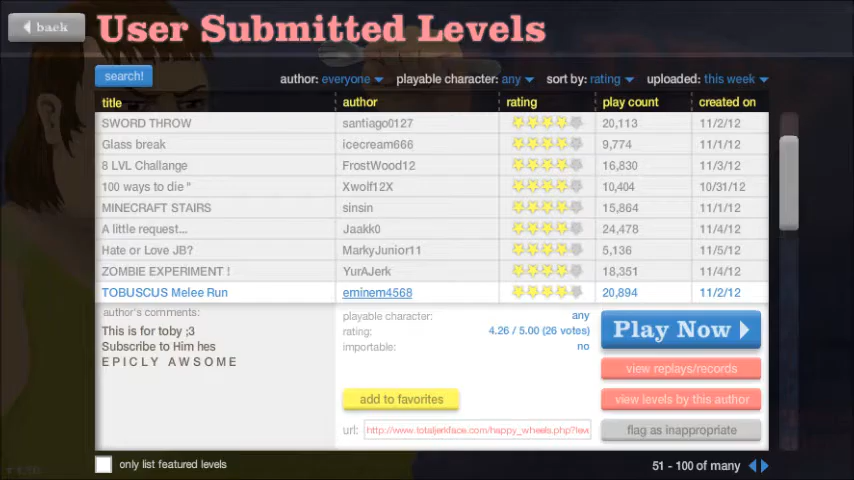 back
User Submitted Levels
search!
author: everyone
playable character: any
sort by: rating
uploaded: this week
title author rating play count created on
SWORD THROW santiago0127 20,113 11/2/12
Glass break icecream666 9,774 11/1/12
8 LVL Challange FrostWood12 16,830 11/3/12
100 ways to die " Xwolf12X 10,404 10/31/12
MINECRAFT STAIRS sinsin 15,864 11/1/12
A little request... Jaakk0 24,478 11/4/12
Hate or Love JB? MarkyJunior11 5,136 11/5/12
ZOMBIE EXPERIMENT ! YurAJerk 18,351 11/4/12
TOBUSCUS Melee Run eminem4568 20,894 11/2/12
author's comments:
This is for toby ;3
Subscribe to Him hes
E P I C L Y A W S O M E
playable character: any
rating: 4.26 / 5.00 (26 votes)
importable: no
add to favorites
url: http://www.totaljerkface.com/happy_wheels.php?leve
Play Now
view replays/records
view levels by this author
flag as inappropriate
only list featured levels
51 - 100 of many